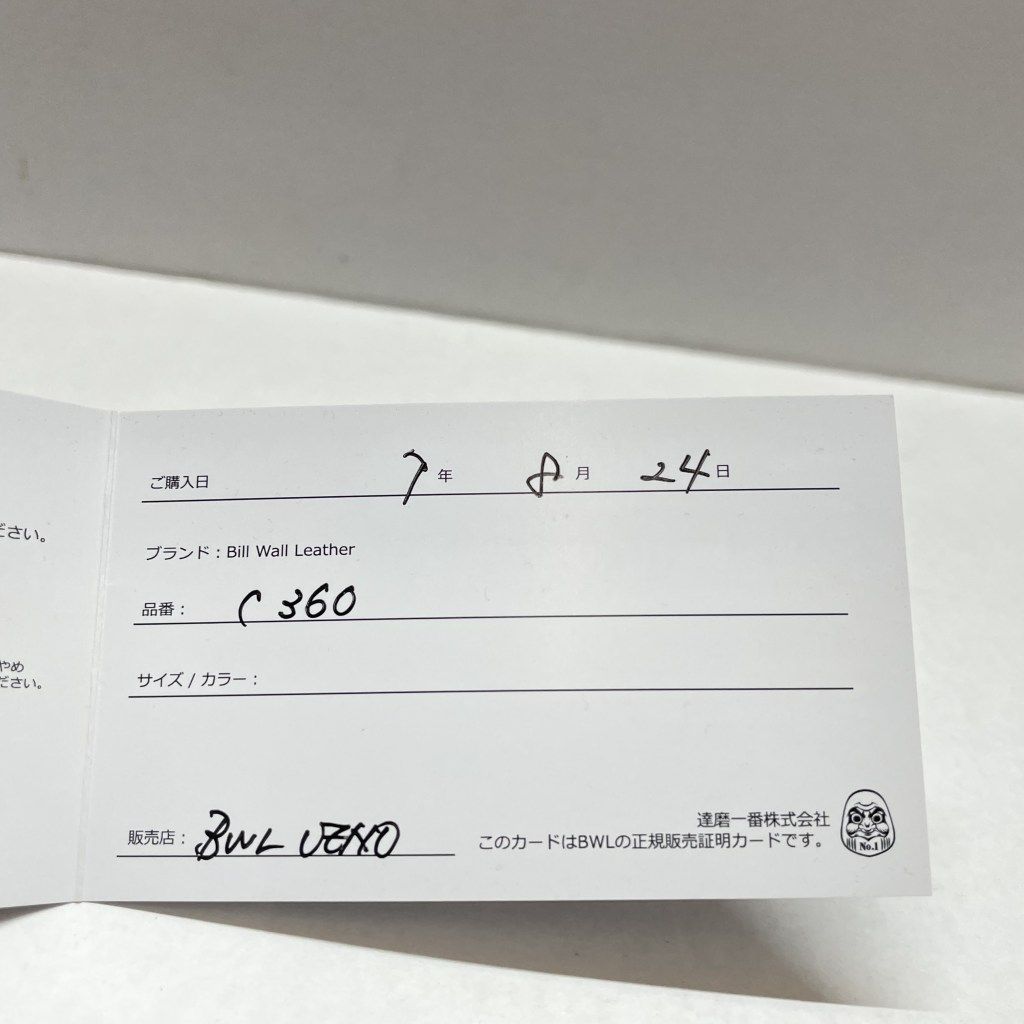 ださい。
やめ
ださい。
ご購入日 7年 8月 24日
ブランド：Bill Wall Leather
品番： C 360
サイズ / カラー：
販売店： BWL UENO
達磨一番株式会社
このカードはBWLの正規販売証明カードです。
No.1